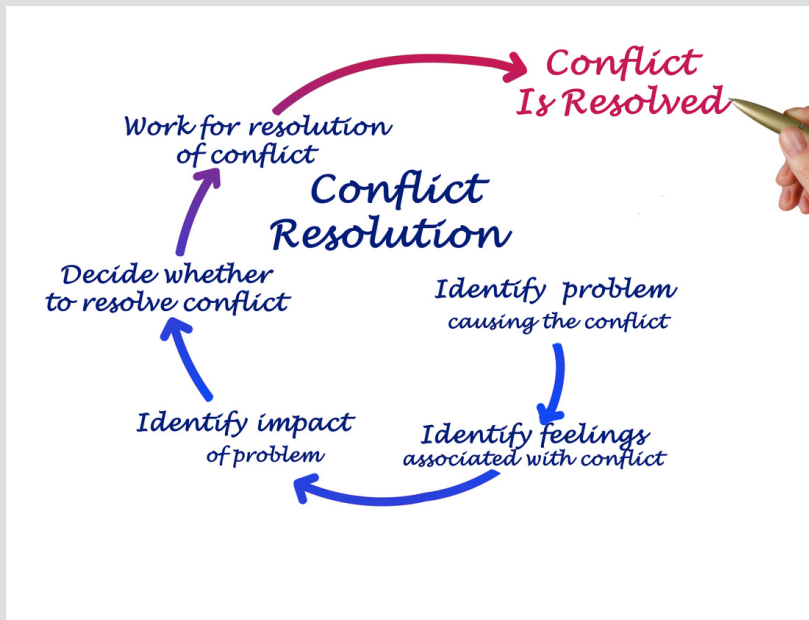 Conflict
Resolution
Identify problem
causing the conflict
Identify feelings
associated with conflict
Identify impact
of problem
Decide whether
to resolve conflict
Work for resolution
of conflict
Conflict
Is Resolved